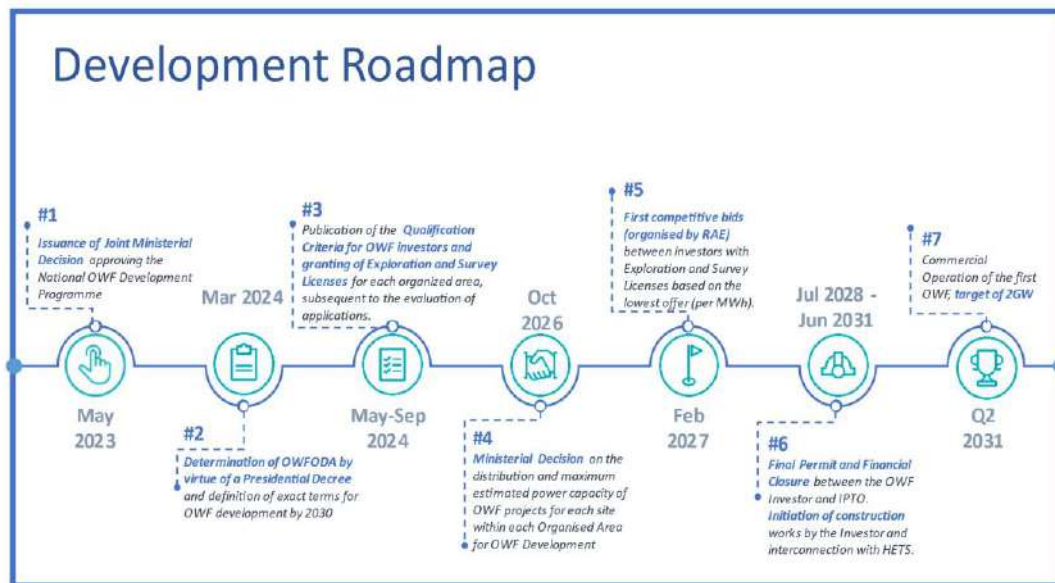 Development Roadmap
#1
Issuance of Joint Ministerial
Decision approving the
National OWF Development
Programme
May
2023
Mar 2024
#2
Determination of OWFODA by
virtue of a Presidential Decree
and definition of exact terms for
OWF development by 2030
#3
Publication of the Qualification
Criteria for OWF investors and
granting of Exploration and Survey
Licenses for each organized area,
subsequent to the evaluation of
applications.
May-Sep
2024
Oct
2026
#4
Ministerial Decision on the
distribution and maximum
estimated power capacity of
OWF projects for each site
within each Organised Area
for OWF Development
#5
First competitive bids
(organised by RAE)
between investors with
Exploration and Survey
Licenses based on the
lowest offer (per MWh).
Feb
2027
Jul 2028 -
Jun 2031
#6
Final Permit and Financial
Closure between the OWF
Investor and IPTO.
Initiation of construction
works by the Investor and
interconnection with HETS.
#7
Commercial
Operation of the first
OWF, target of 2GW
Q2
2031